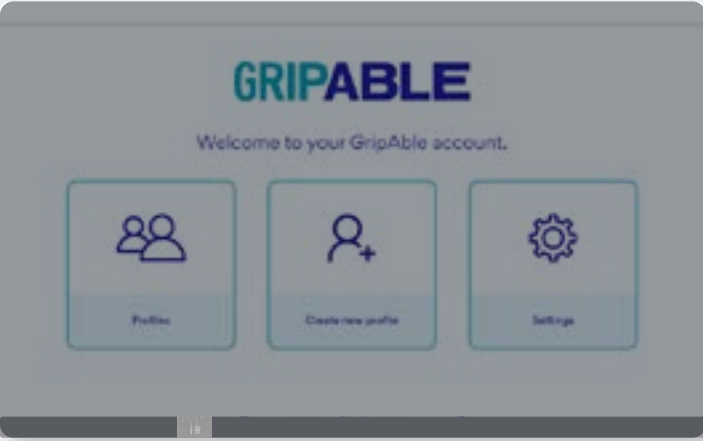 GRIPABLE
Welcome to your GripAble account.
Profiles
Create new profile
Settings